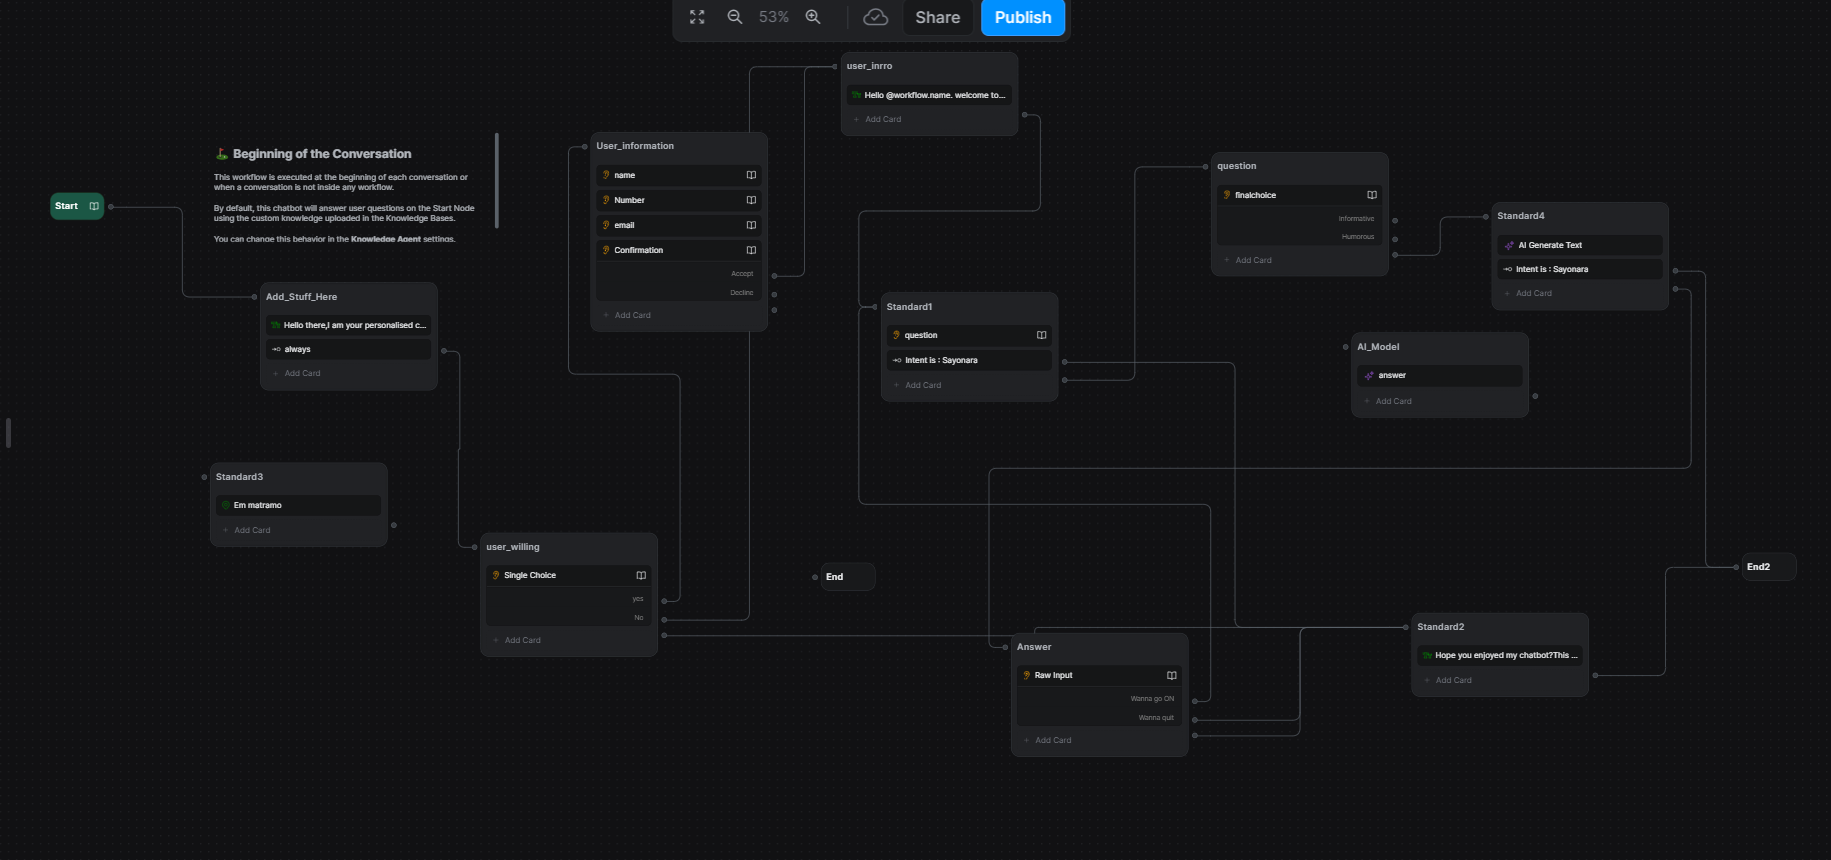 53%
Share
Publish
user_inrro
Hello @workflow.name. welcome to...
+ Add Card
Beginning of the Conversation
This workflow is executed at the beginning of each conversation or
when a conversation is not inside any workflow.
By default, this chatbot will answer user questions on the Start Node
using the custom knowledge uploaded in the Knowledge Bases.
You can change this behavior in the Knowledge Agent settings.
Start
User_information
name
Number
email
Confirmation
Accept
Decline
+ Add Card
question
finalchoice
Informative
Humorous
+ Add Card
Standard4
AI Generate Text
Intent is : Sayonara
+ Add Card
Add_Stuff_Here
Hello there,I am your personalised c...
always
+ Add Card
Standard1
question
Intent is : Sayonara
+ Add Card
AI_Model
answer
+ Add Card
Standard3
Em matramo
+ Add Card
user_willing
Single Choice
yes
No
+ Add Card
End
End2
Answer
Raw Input
Wanna go ON
Wanna quit
+ Add Card
Standard2
Hope you enjoyed my chatbot?This ...
+ Add Card